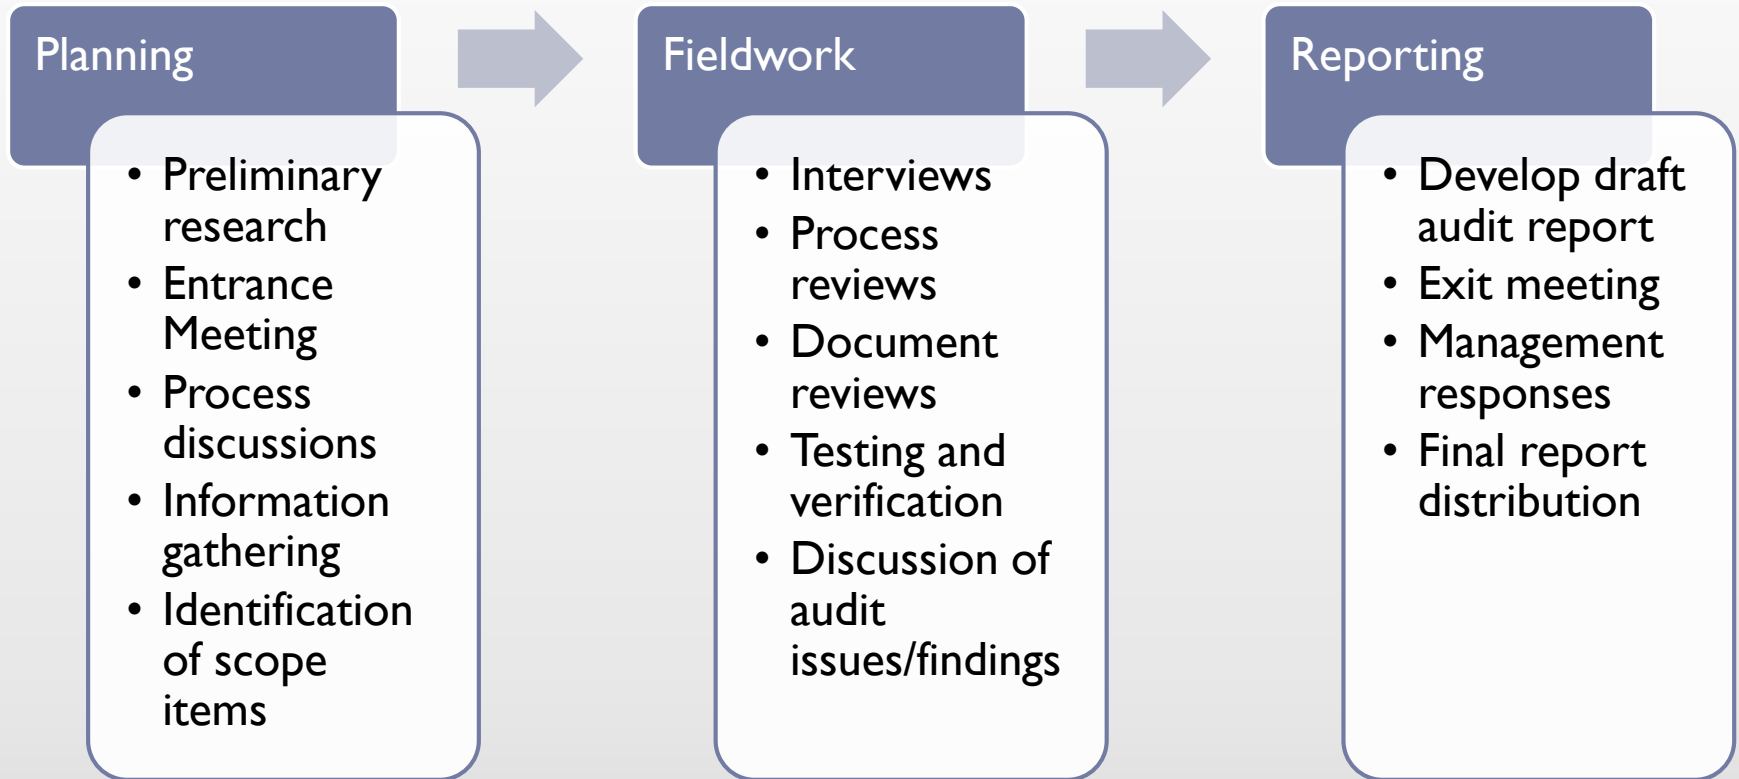 Planning
• Preliminary
research
• Entrance
Meeting
• Process
discussions
• Information
gathering
• Identification
of scope
items
Fieldwork
• Interviews
• Process
reviews
• Document
reviews
• Testing and
verification
• Discussion of
audit
issues/findings
Reporting
• Develop draft
audit report
• Exit meeting
• Management
responses
• Final report
distribution